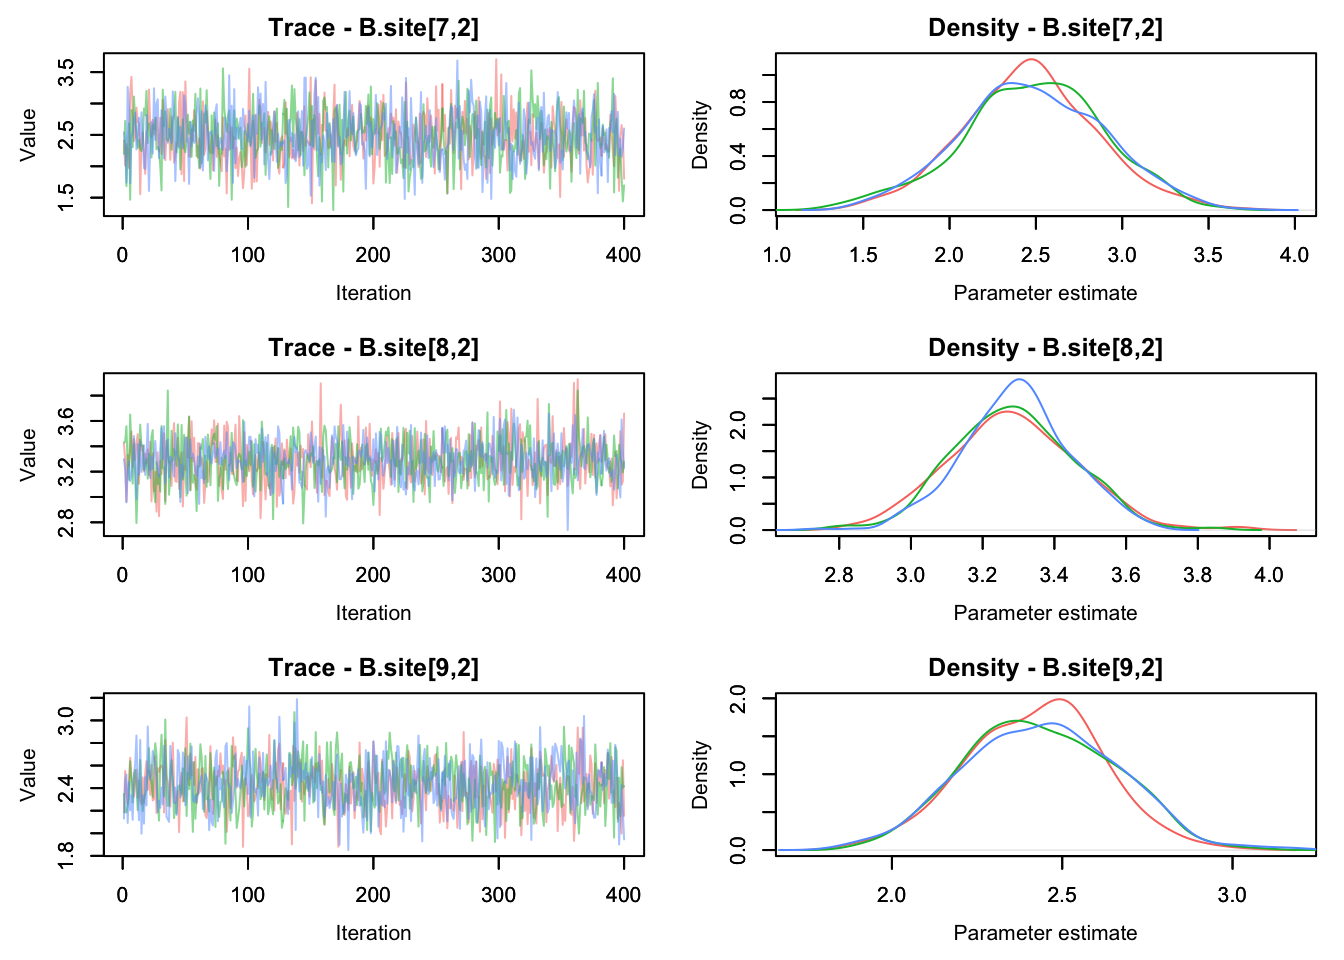 Trace - B.site[7,2]
Value
1.5 2.5 3.5
0 100 200 300 400
Iteration
Density - B.site[7,2]
Density
0.0 0.4 0.8
1.0 1.5 2.0 2.5 3.0 3.5 4.0
Parameter estimate
Trace - B.site[8,2]
Value
2.8 3.2 3.6
0 100 200 300 400
Iteration
Density - B.site[8,2]
Density
0.0 1.0 2.0
2.8 3.0 3.2 3.4 3.6 3.8 4.0
Parameter estimate
Trace - B.site[9,2]
Value
1.8 2.4 3.0
0 100 200 300 400
Iteration
Density - B.site[9,2]
Density
0.0 1.0 2.0
2.0 2.5 3.0
Parameter estimate